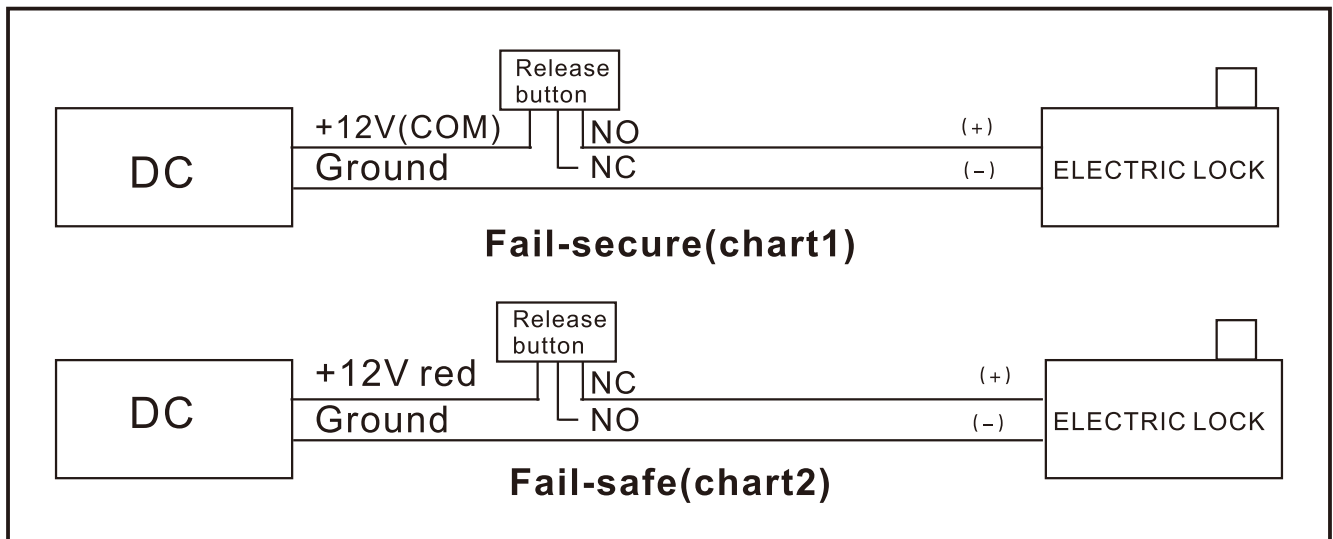 Release
button
+12V(COM)
NO
(+)
DC
Ground
NC
(-)
ELECTRIC LOCK
Fail-secure(chart1)
Release
button
+12V red
NC
(+)
DC
Ground
NO
(-)
ELECTRIC LOCK
Fail-safe(chart2)